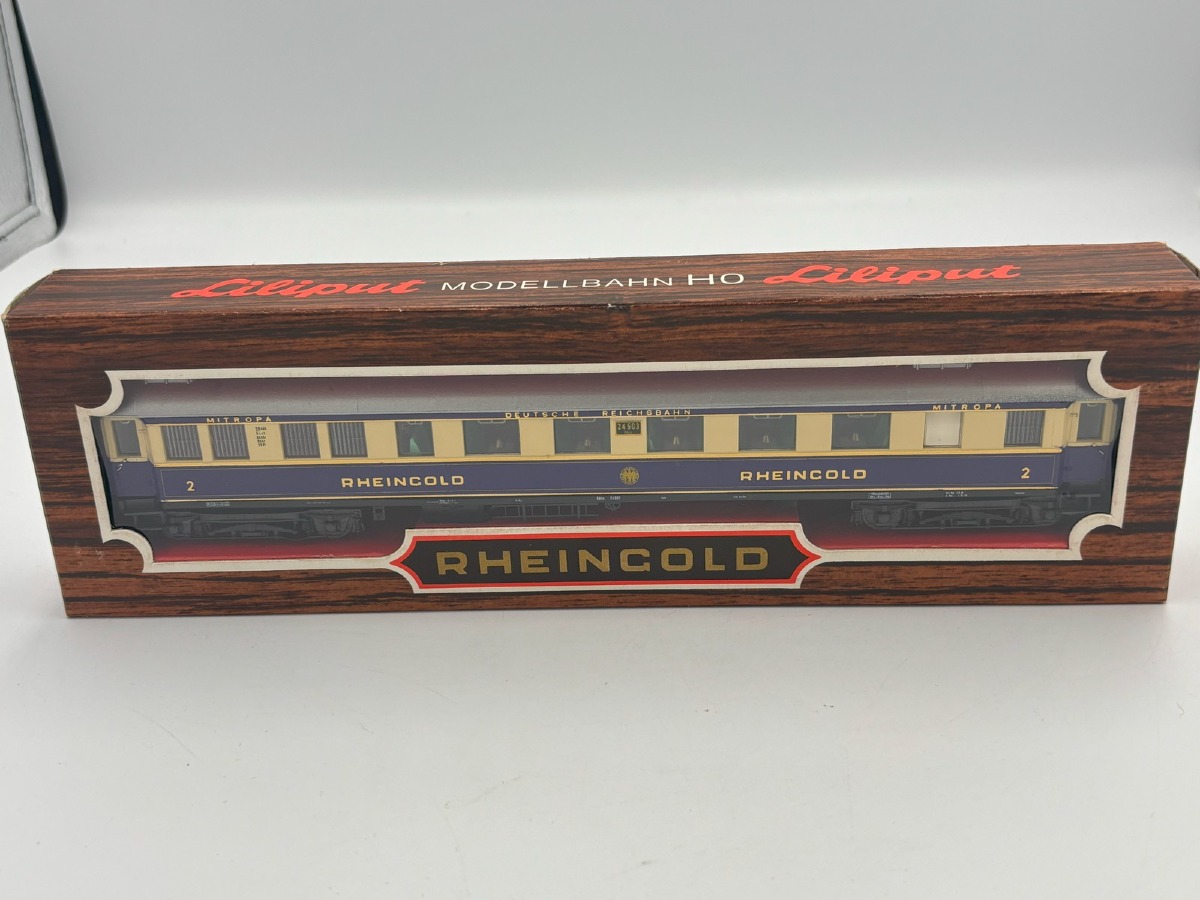 Liliput MODELLBAHN HO Liliput
MITROPA DEUTSCHE REICHSBAHN MITROPA
24 503
2 RHEINGOLD RHEINGOLD 2
RHEINGOLD